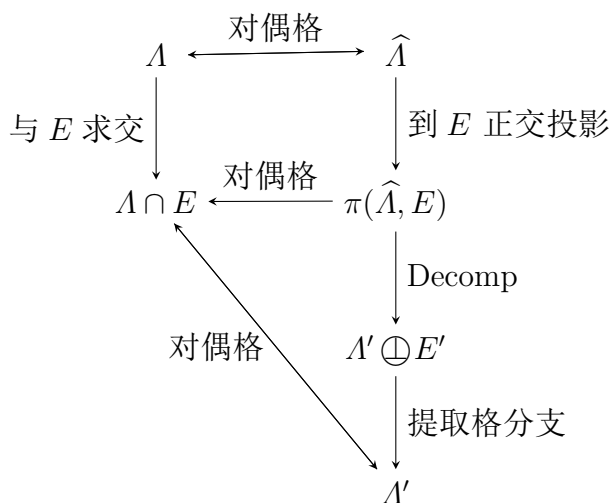 对偶格
Λ Λ̂
与 E 求交 到 E 正交投影
对偶格
Λ ∩ E π(Λ̂, E)
Decomp
对偶格 Λ′ ⦹ E′
提取格分支
Λ′